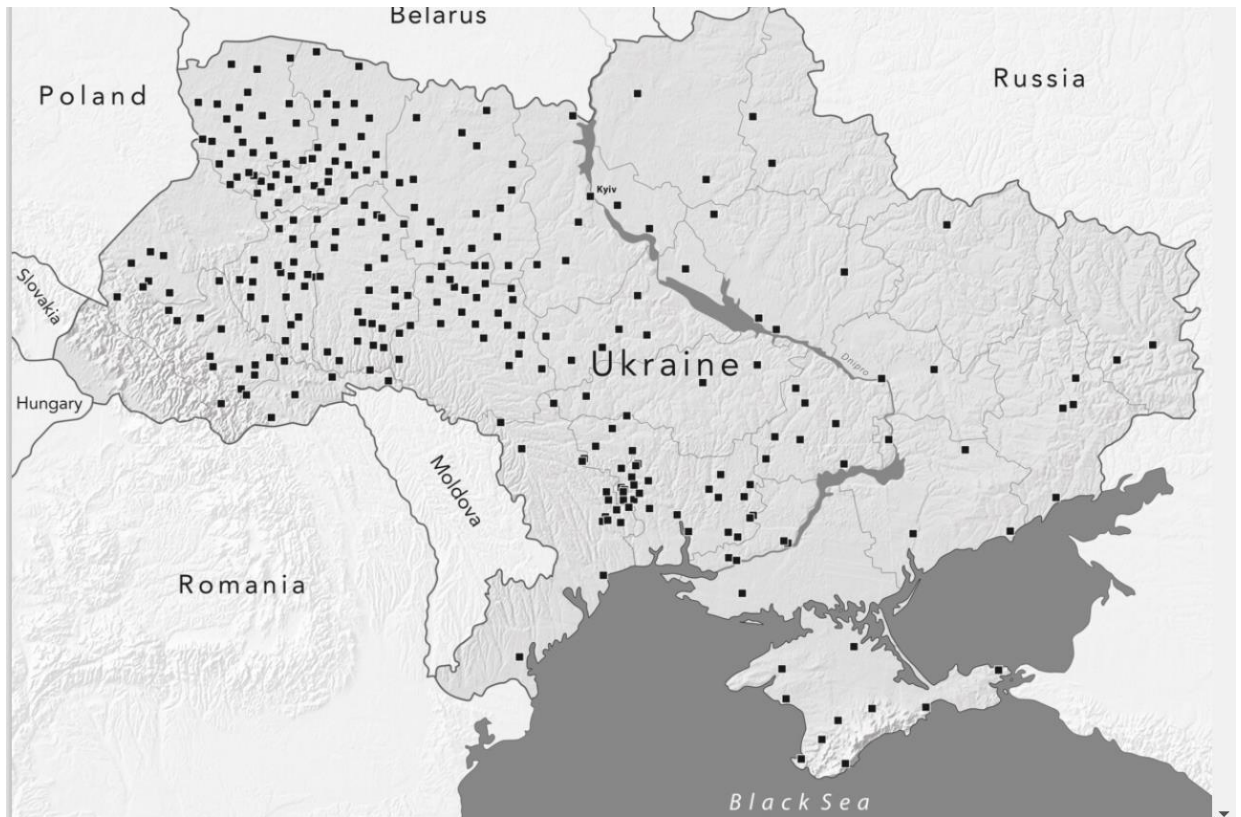 Belarus
Russia
Poland
Kyiv
Slovakia
Ukraine
Dnipro
Hungary
Moldova
Romania
Black Sea